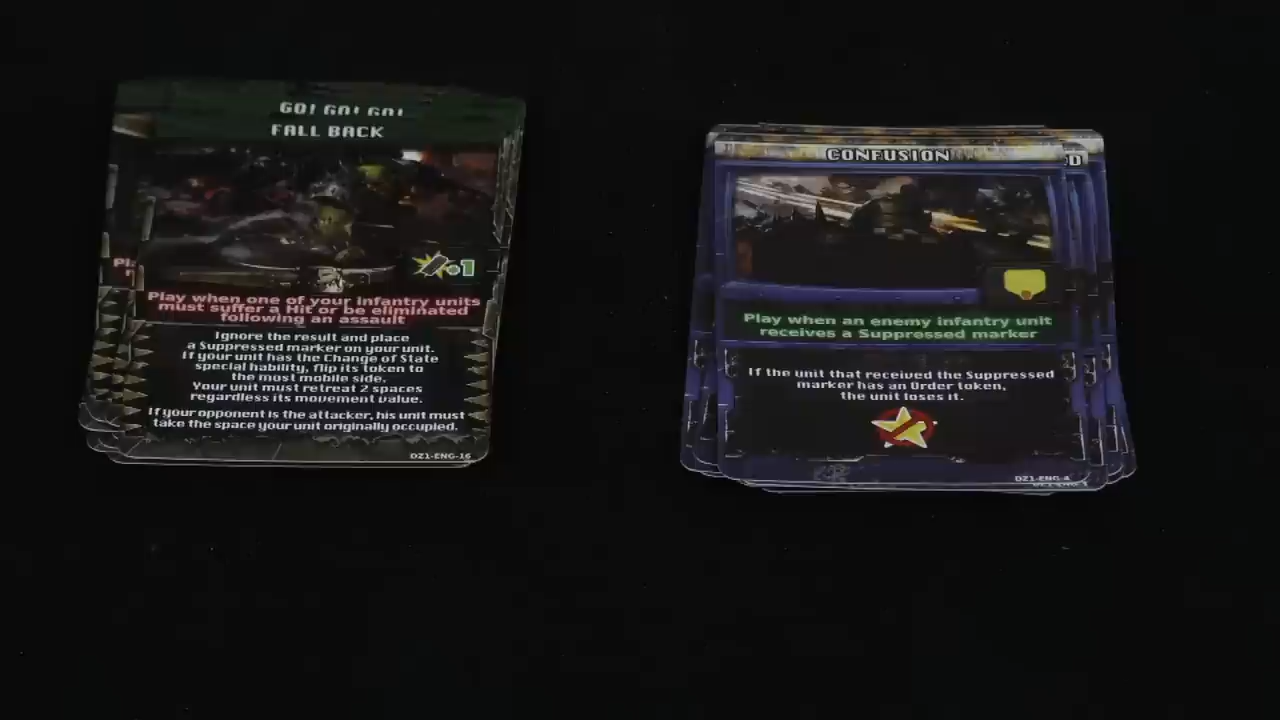 GO! GO! GO!
FALL BACK
+1
Play when one of your infantry units
must suffer a Hit or be eliminated
following an assault
Ignore the result and place
a Suppressed marker on your unit.
If your unit has the Change of State
special hability, flip its token to
the most mobile side.
Your unit must retreat 2 spaces
regardless its movement value.
If your opponent is the attacker, his unit must
take the space your unit originally occupied.
DZ1-ENG-16
CONFUSION
Play when an enemy infantry unit
receives a Suppressed marker
If the unit that received the Suppressed
marker has an Order token,
the unit loses it.
DZ1-ENG-4